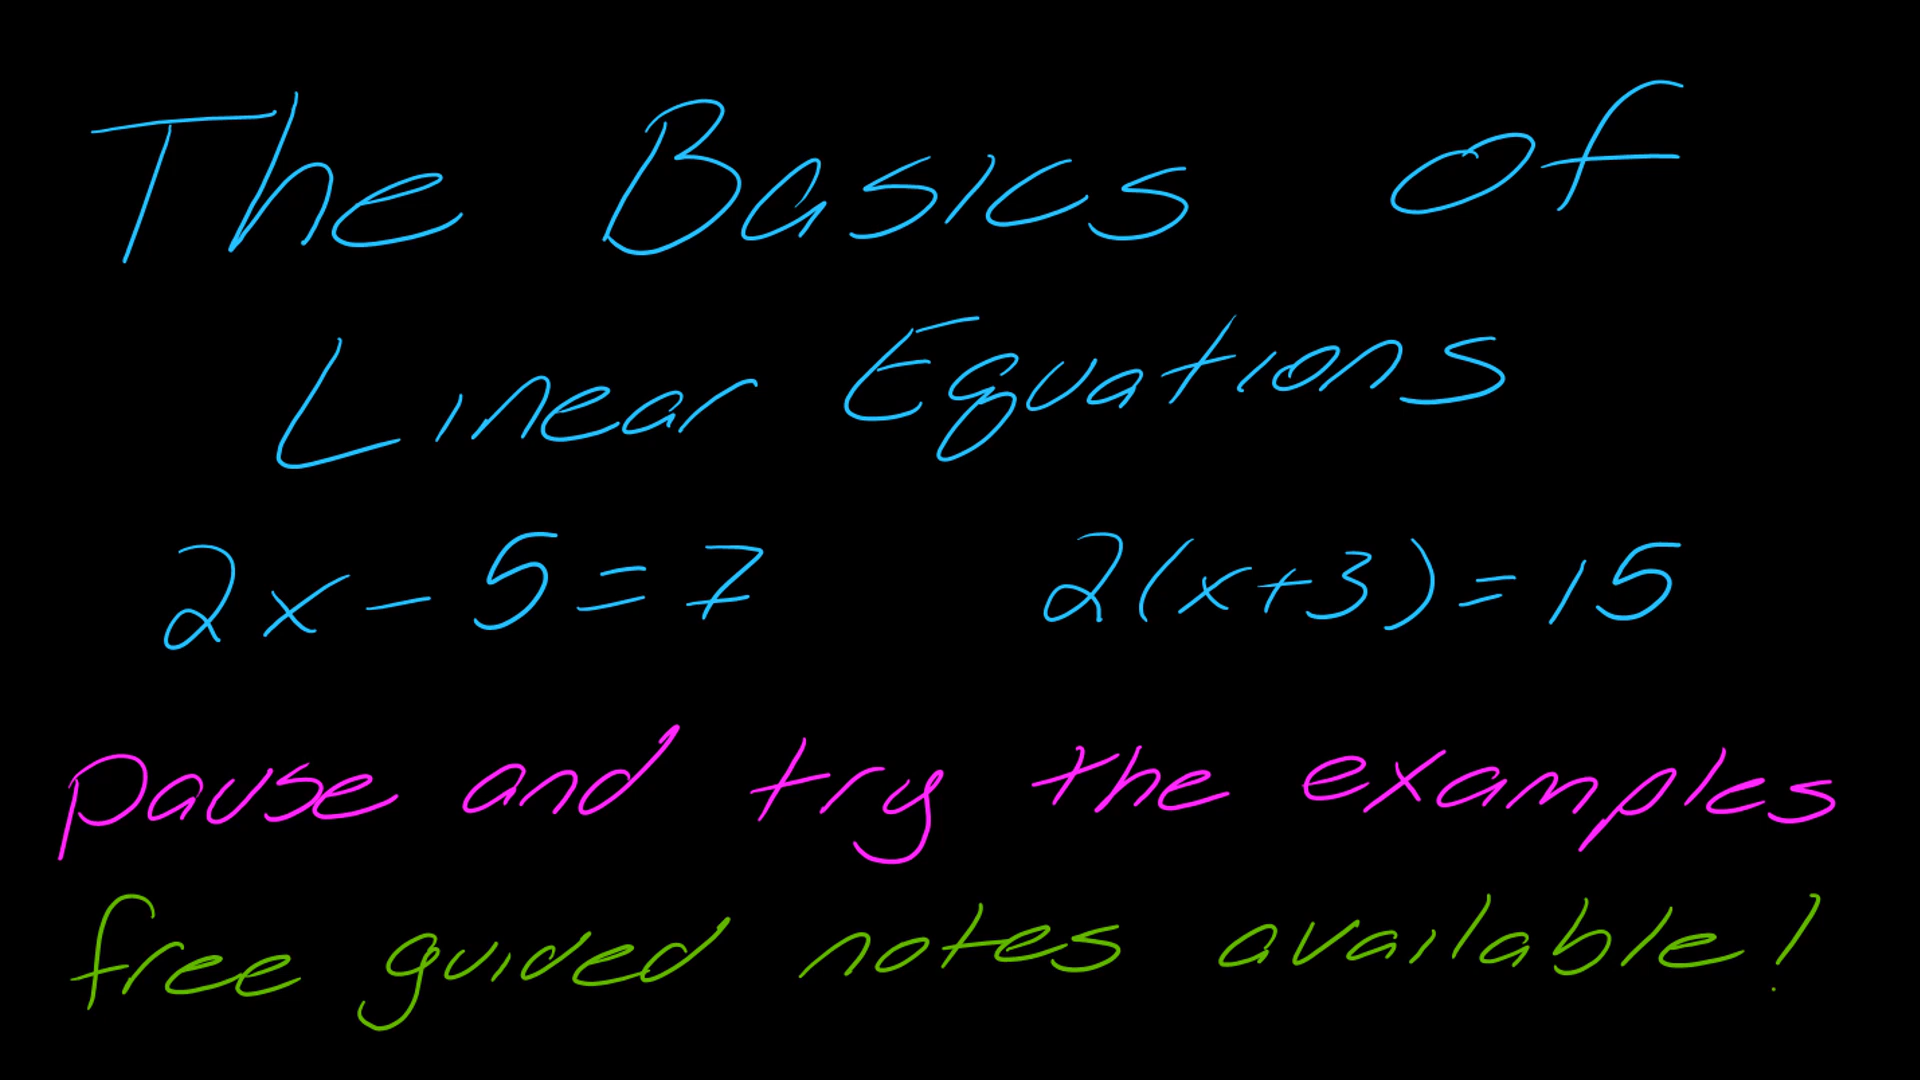 The Basics of
Linear Equations
2x - 5 = 7 2(x+3) = 15
pause and try the examples
free guided notes available!